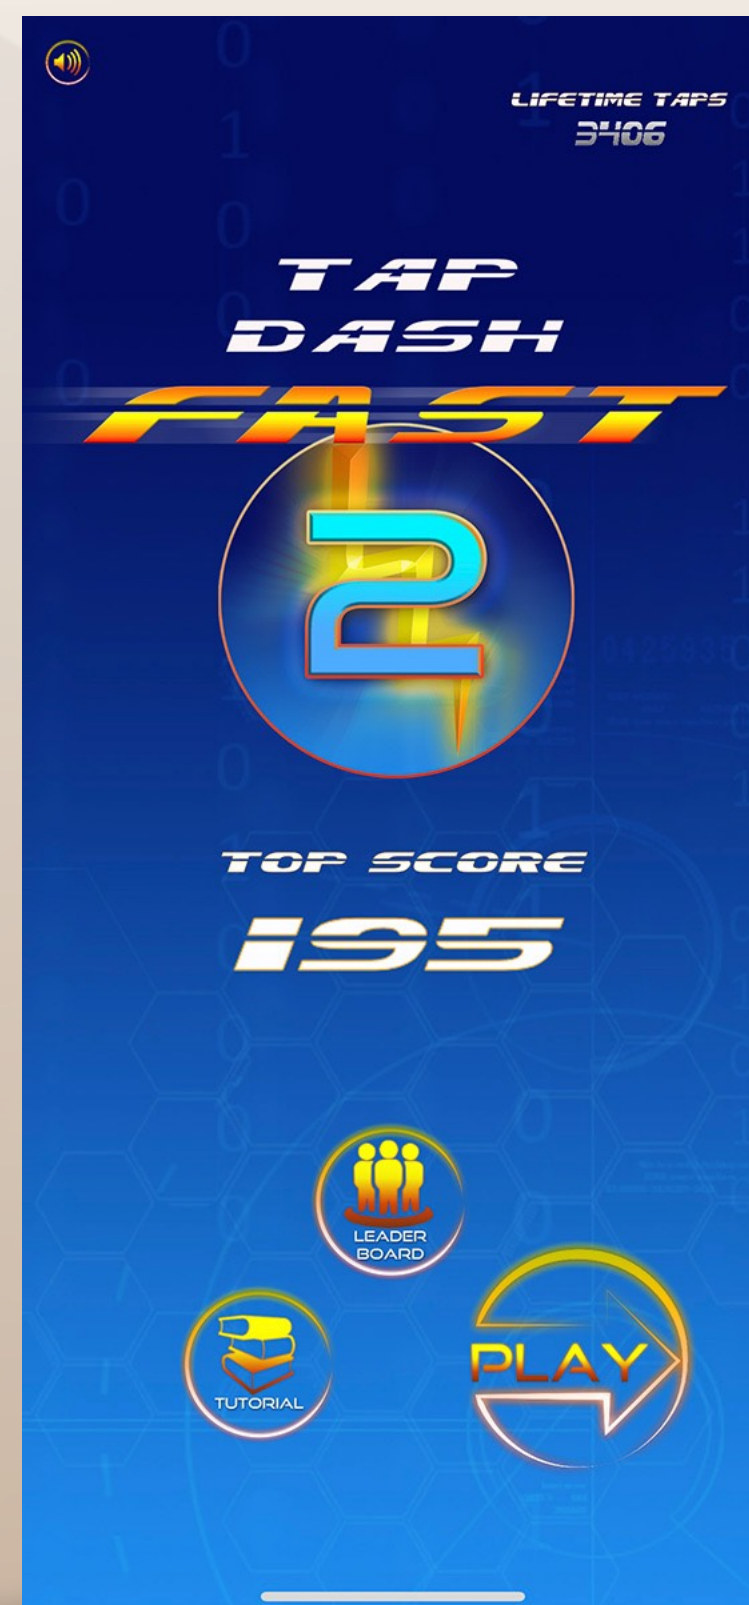 LIFETIME TAPS
3406
TAP
DASH
FAST
2
TOP SCORE
195
LEADER
BOARD
PLAY
TUTORIAL